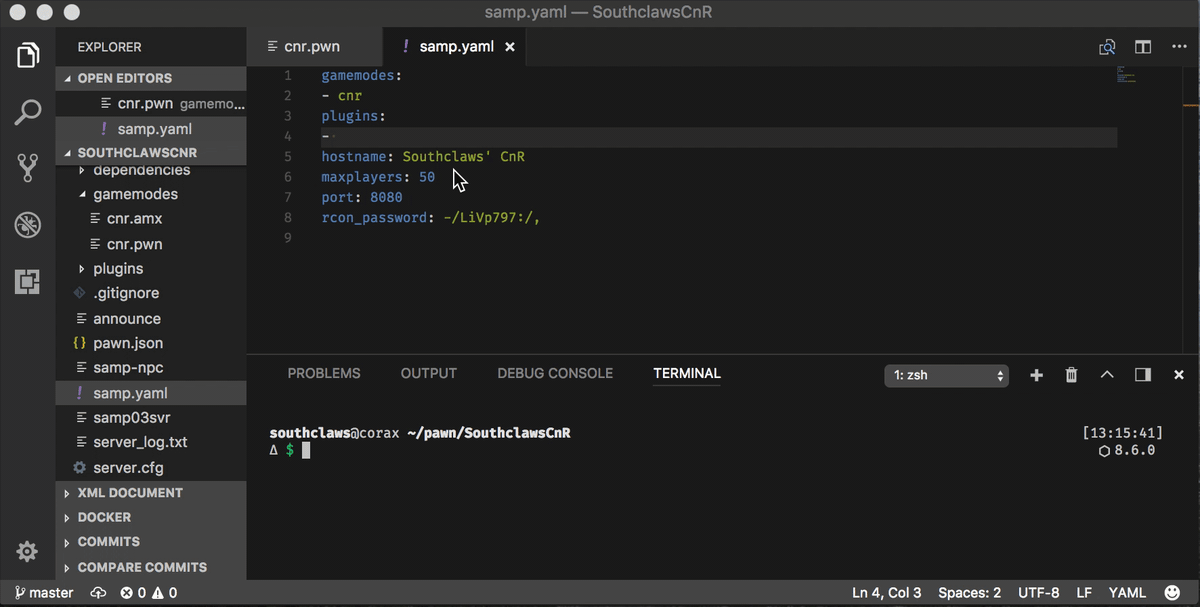 samp.yaml — SouthclawsCnR
EXPLORER
OPEN EDITORS
cnr.pwn gamemo...
! samp.yaml
SOUTHCLAWSCNR
dependencies
gamemodes
cnr.amx
cnr.pwn
plugins
.gitignore
announce
{} pawn.json
samp-npc
! samp.yaml
samp03svr
server_log.txt
server.cfg
XML DOCUMENT
DOCKER
COMMITS
COMPARE COMMITS
cnr.pwn ! samp.yaml ×
1 gamemodes:
2 - cnr
3 plugins:
4 -
5 hostname: Southclaws' CnR
6 maxplayers: 50
7 port: 8080
8 rcon_password: ~/LiVp797:/,
9
PROBLEMS OUTPUT DEBUG CONSOLE TERMINAL 1: zsh
southclaws@corax ~/pawn/SouthclawsCnR [13:15:41]
Δ $ 8.6.0
master 0 0 Ln 4, Col 3 Spaces: 2 UTF-8 LF YAML